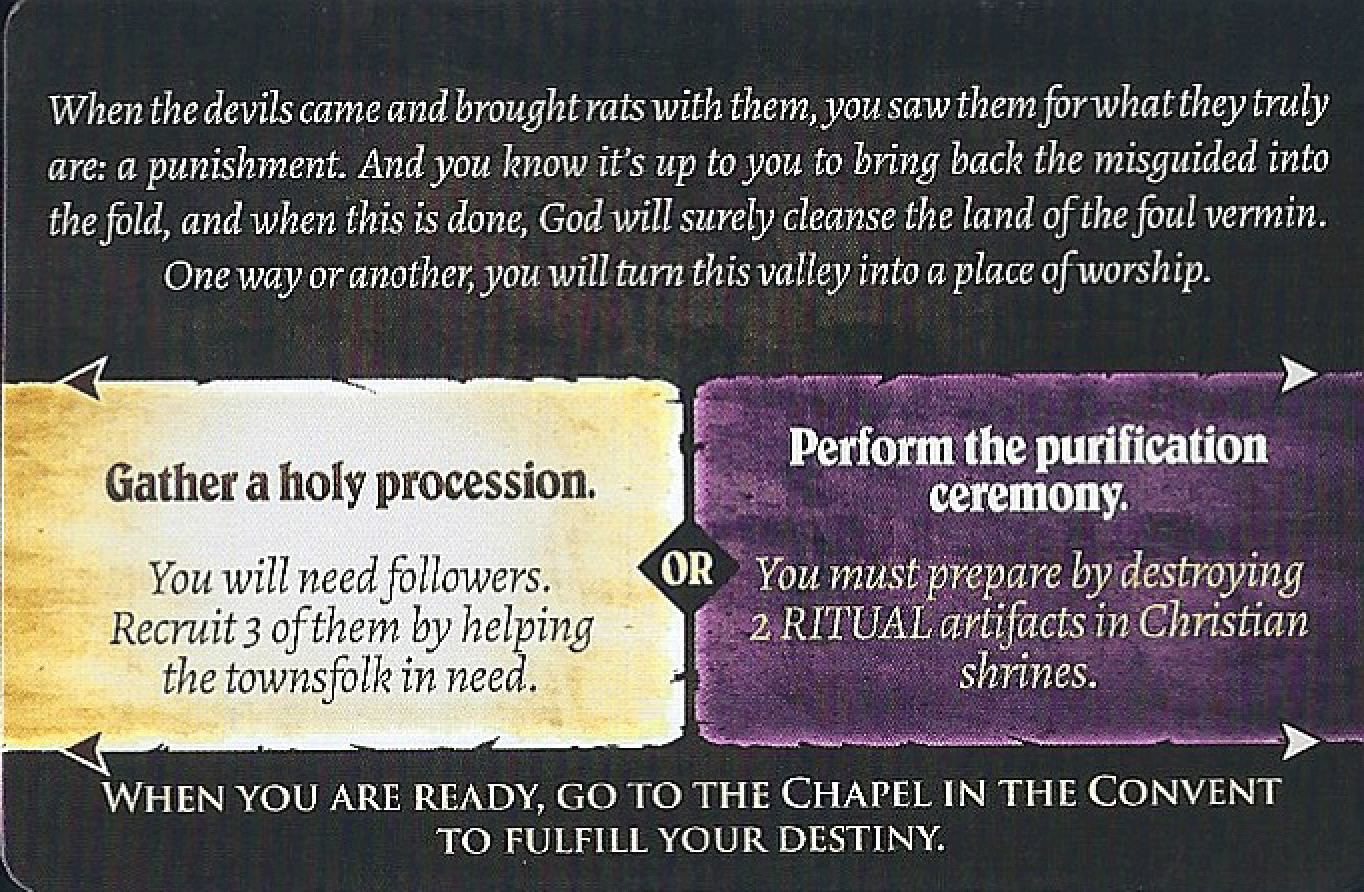 When the devils came and brought rats with them, you saw them for what they truly
are: a punishment. And you know it's up to you to bring back the misguided into
the fold, and when this is done, God will surely cleanse the land of the foul vermin.
One way or another, you will turn this valley into a place of worship.
Gather a holy procession.
You will need followers.
Recruit 3 of them by helping
the townsfolk in need.
OR
Perform the purification
ceremony.
You must prepare by destroying
2 RITUAL artifacts in Christian
shrines.
WHEN YOU ARE READY, GO TO THE CHAPEL IN THE CONVENT
TO FULFILL YOUR DESTINY.